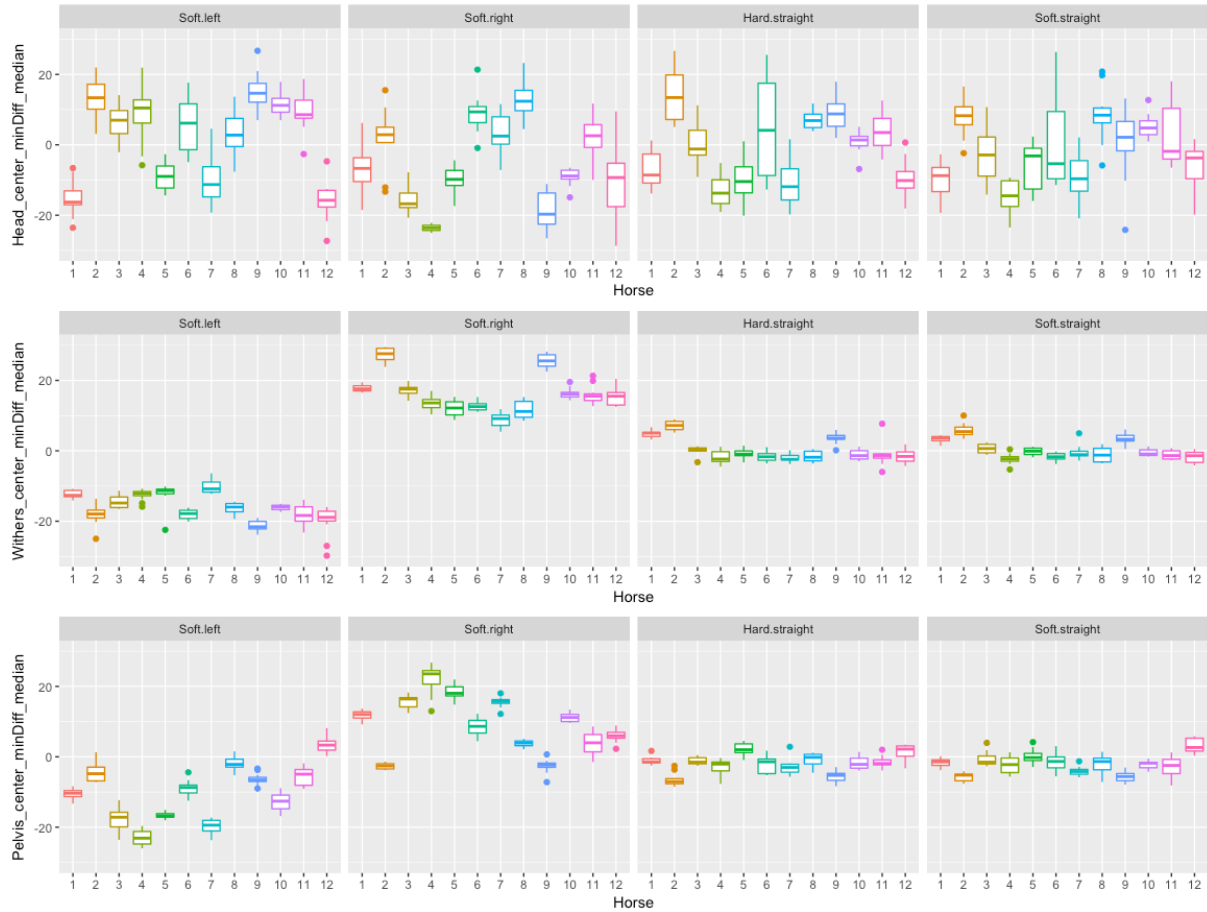 Soft.left Soft.right Hard.straight Soft.straight
Head_center_minDiff_median
20
0
-20
1 2 3 4 5 6 7 8 9 10 11 12 1 2 3 4 5 6 7 8 9 10 11 12 1 2 3 4 5 6 7 8 9 10 11 12 1 2 3 4 5 6 7 8 9 10 11 12
Horse
Soft.left Soft.right Hard.straight Soft.straight
Withers_center_minDiff_median
20
0
-20
1 2 3 4 5 6 7 8 9 10 11 12 1 2 3 4 5 6 7 8 9 10 11 12 1 2 3 4 5 6 7 8 9 10 11 12 1 2 3 4 5 6 7 8 9 10 11 12
Horse
Soft.left Soft.right Hard.straight Soft.straight
Pelvis_center_minDiff_median
20
0
-20
1 2 3 4 5 6 7 8 9 10 11 12 1 2 3 4 5 6 7 8 9 10 11 12 1 2 3 4 5 6 7 8 9 10 11 12 1 2 3 4 5 6 7 8 9 10 11 12
Horse